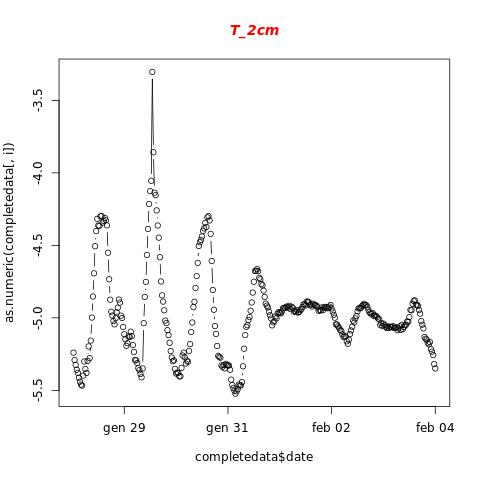 T_2cm
as.numeric(completedata[, i])
-3.5
-4.0
-4.5
-5.0
-5.5
gen 29
gen 31
feb 02
feb 04
completedata$date